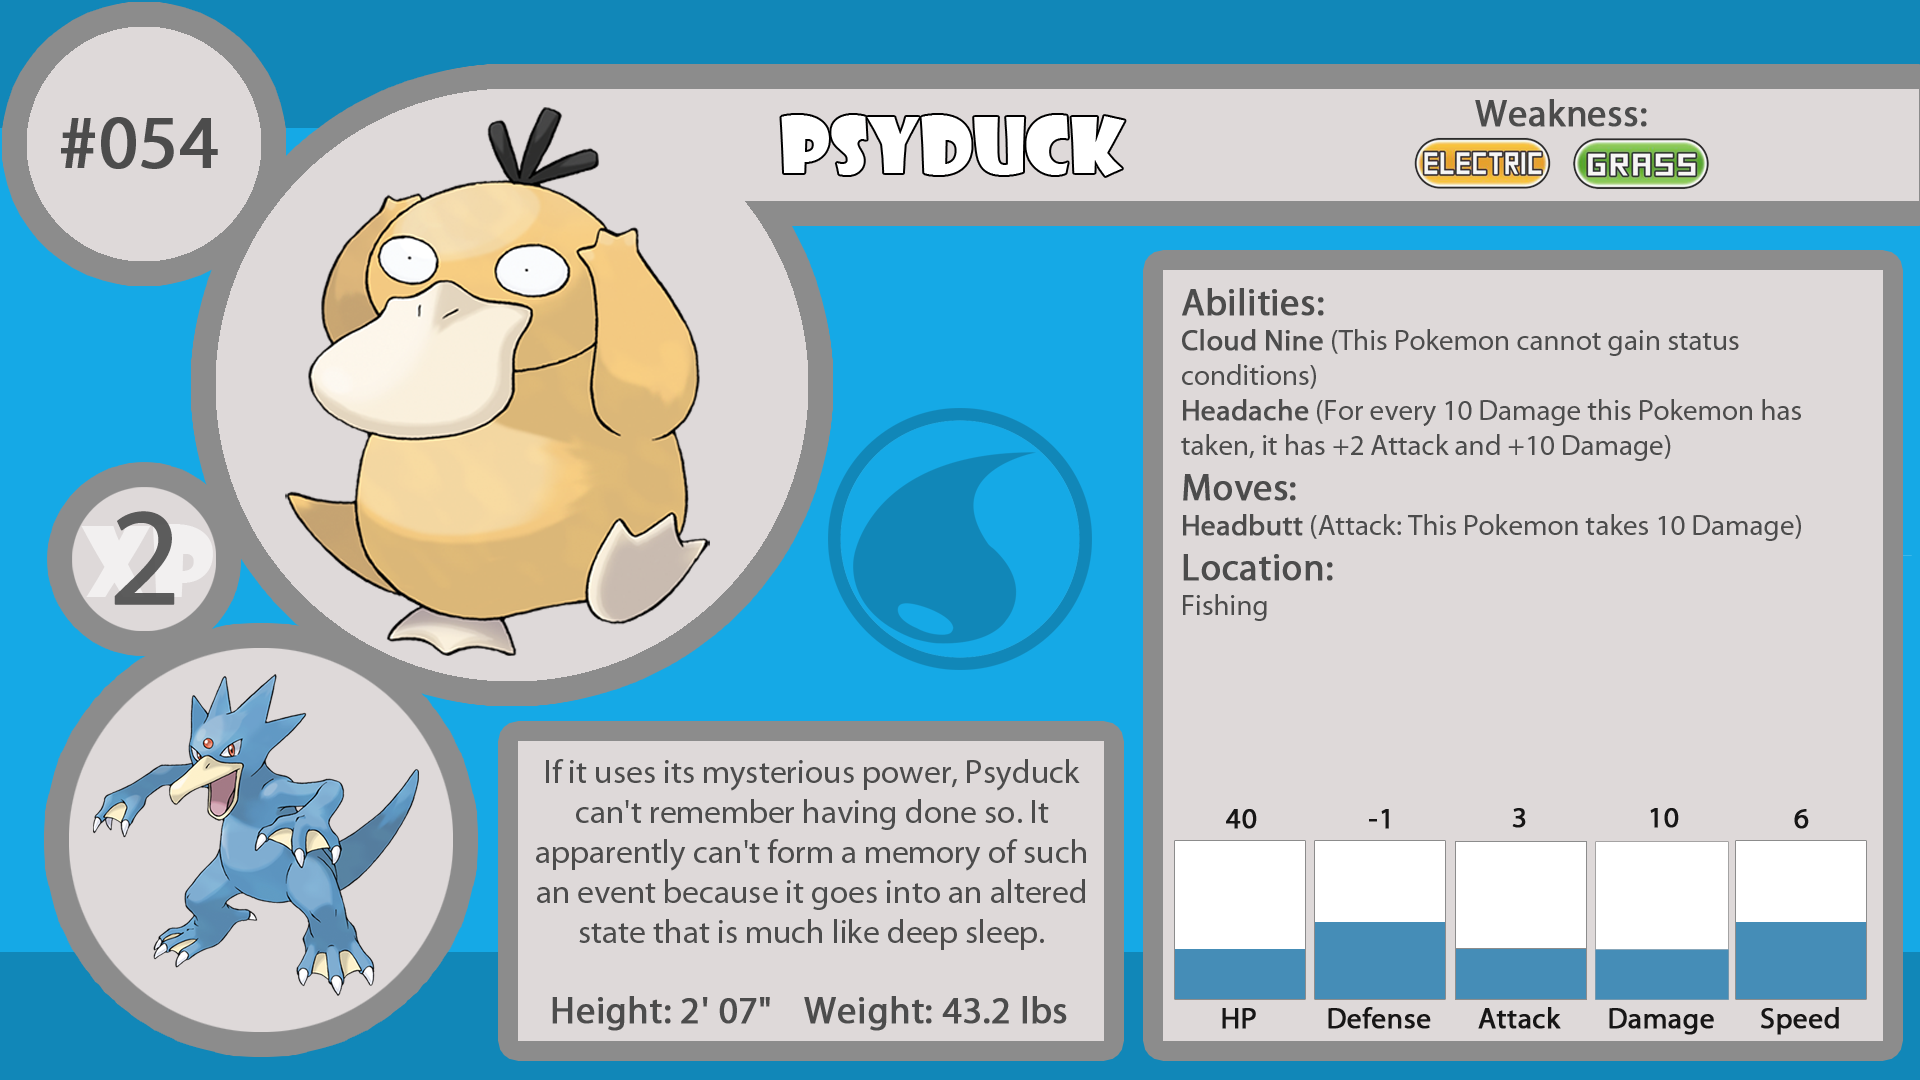 #054
PSYDUCK
Weakness:
ELECTRIC GRASS
XP
2
Abilities:
Cloud Nine (This Pokemon cannot gain status
conditions)
Headache (For every 10 Damage this Pokemon has
taken, it has +2 Attack and +10 Damage)
Moves:
Headbutt (Attack: This Pokemon takes 10 Damage)
Location:
Fishing
If it uses its mysterious power, Psyduck
can't remember having done so. It
apparently can't form a memory of such
an event because it goes into an altered
state that is much like deep sleep.
Height: 2' 07" Weight: 43.2 lbs
40 -1 3 10 6
HP Defense Attack Damage Speed